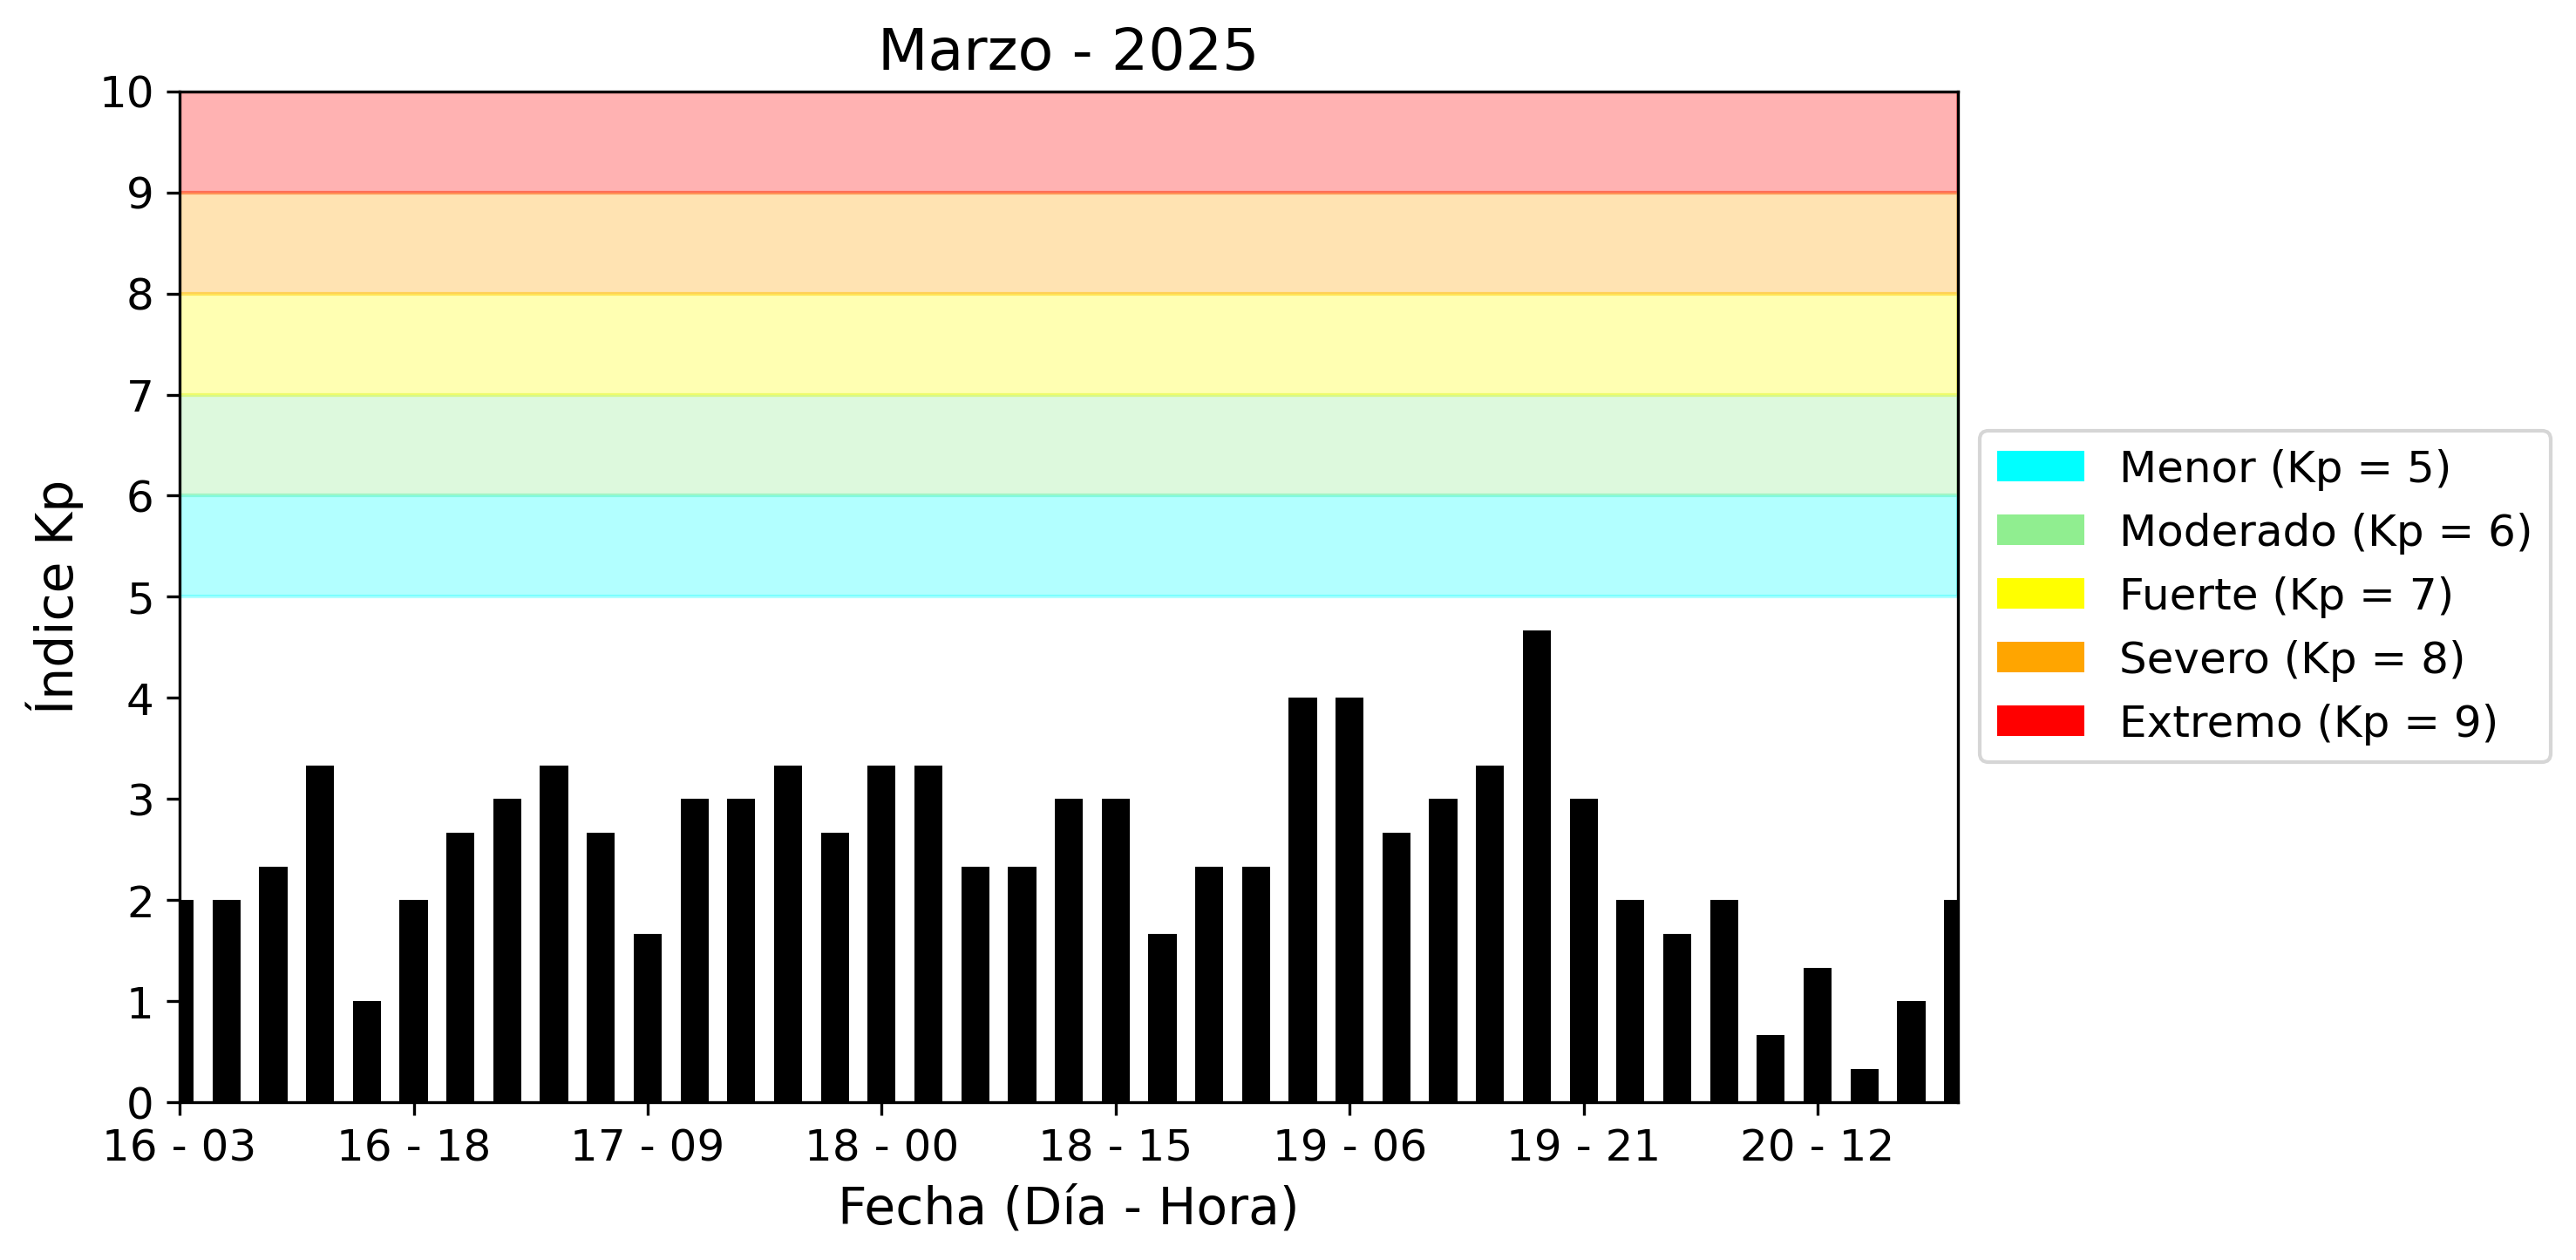 Marzo - 2025
10
9
8
7
6
5
4
3
2
1
0
Índice Kp
16 - 03
16 - 18
17 - 09
18 - 00
18 - 15
19 - 06
19 - 21
20 - 12
Fecha (Día - Hora)
Menor (Kp = 5)
Moderado (Kp = 6)
Fuerte (Kp = 7)
Severo (Kp = 8)
Extremo (Kp = 9)